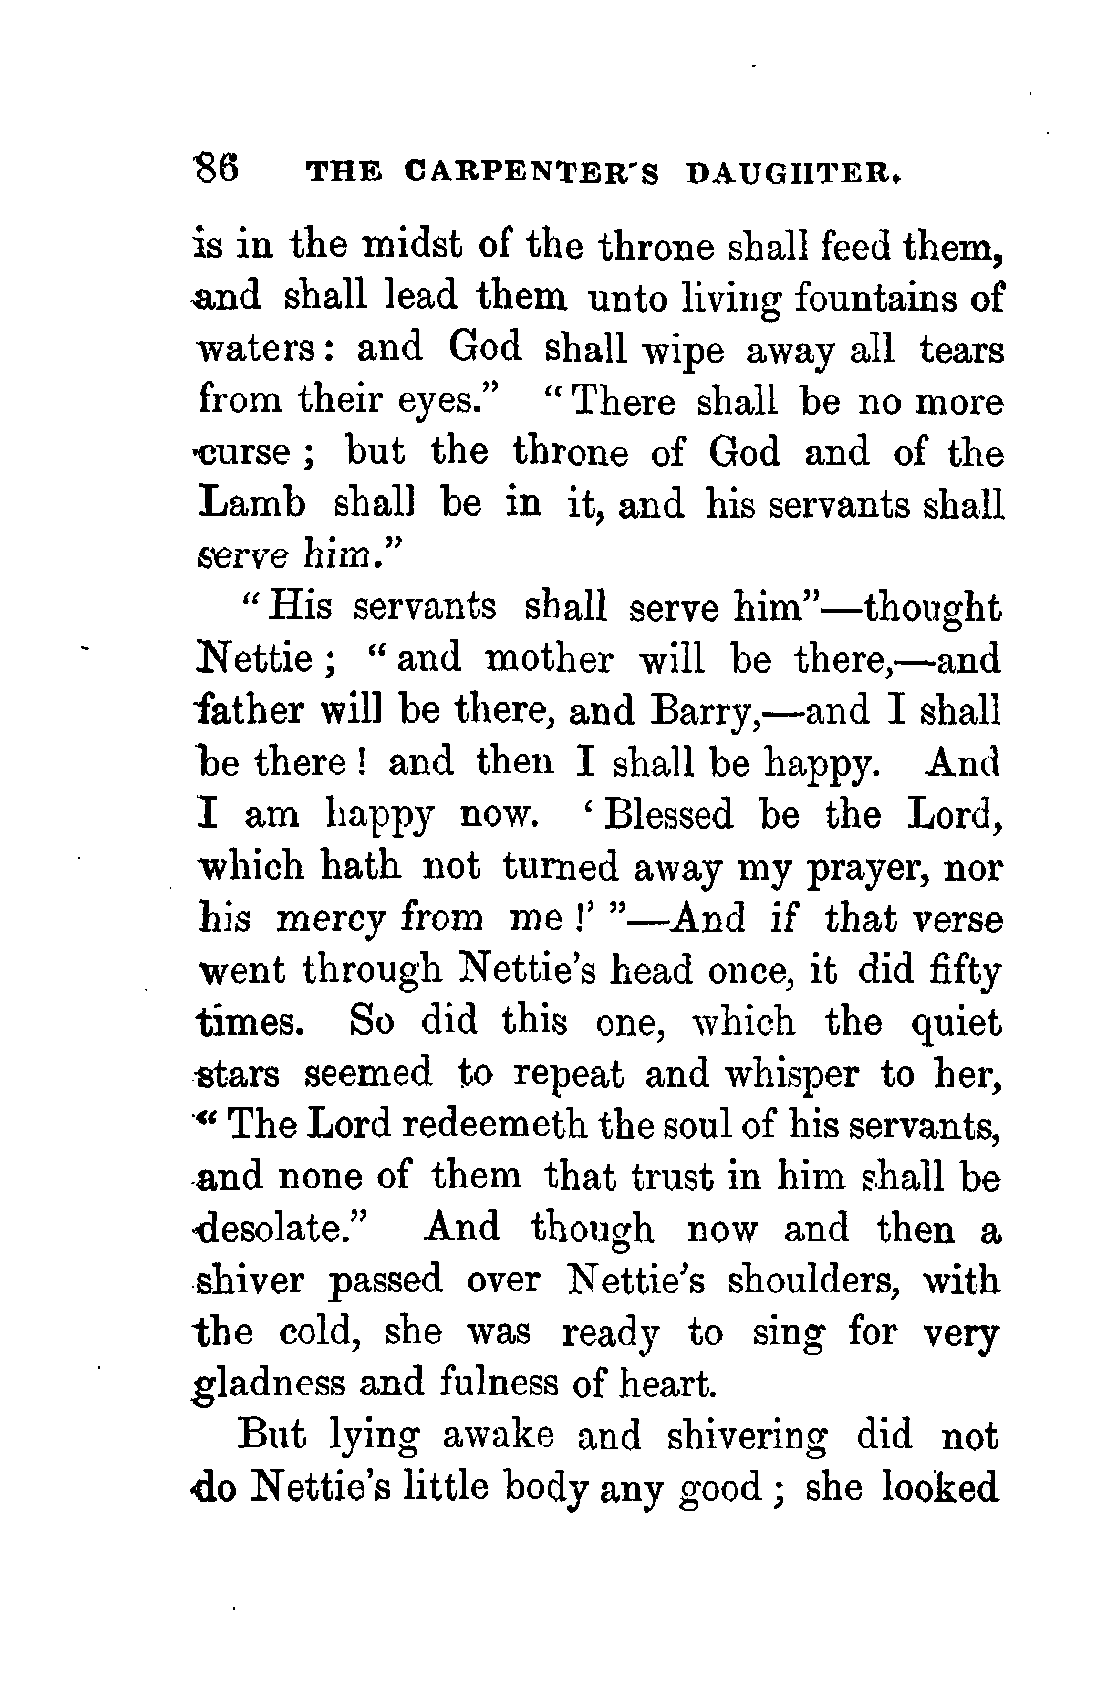 86 THE CARPENTER'S DAUGHTER.
is in the midst of the throne shall feed them,
and shall lead them unto living fountains of
waters: and God shall wipe away all tears
from their eyes." "There shall be no more
curse; but the throne of God and of the
Lamb shall be in it, and his servants shall
serve him."
"His servants shall serve him"—thought
Nettie; "and mother will be there,—and
father will be there, and Barry,—and I shall
be there! and then I shall be happy. And
I am happy now. 'Blessed be the Lord,
which hath not turned away my prayer, nor
his mercy from me!' "—And if that verse
went through Nettie's head once, it did fifty
times. So did this one, which the quiet
stars seemed to repeat and whisper to her,
"The Lord redeemeth the soul of his servants,
and none of them that trust in him shall be
desolate." And though now and then a
shiver passed over Nettie's shoulders, with
the cold, she was ready to sing for very
gladness and fulness of heart.
But lying awake and shivering did not
do Nettie's little body any good; she looked